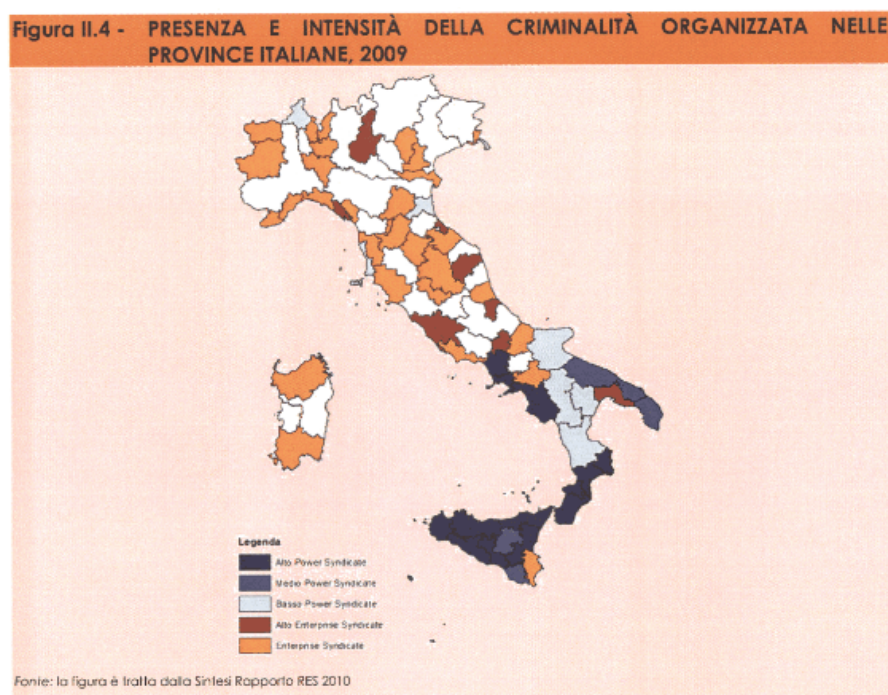 Figura II.4 - PRESENZA E INTENSITÀ DELLA CRIMINALITÀ ORGANIZZATA NELLE
PROVINCE ITALIANE, 2009
Legenda
Alto Power Syndicate
Medio Power Syndicate
Basso Power Syndicate
Alto Enterprise Syndicate
Enterprise Syndicate
Fonte: la figura è tratta dalla Sintesi Rapporto RES 2010